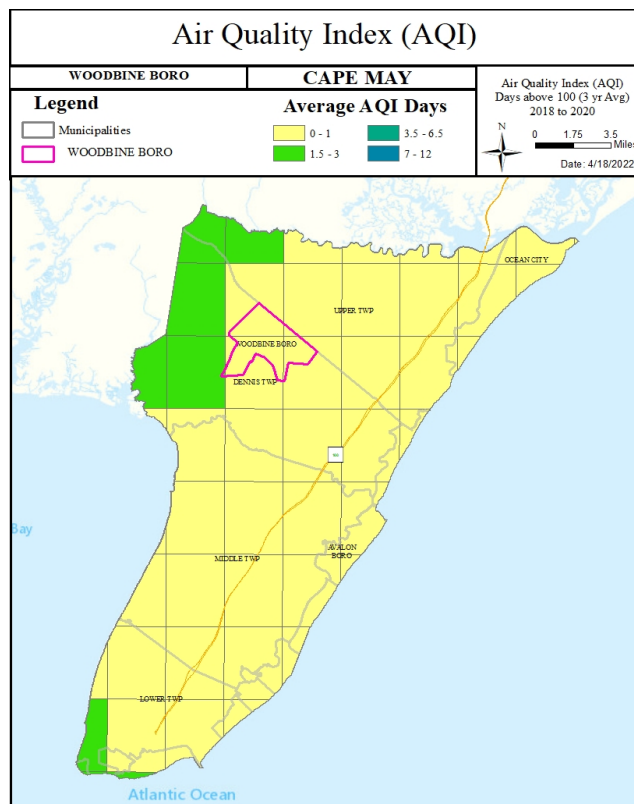 Air Quality Index (AQI)
WOODBINE BORO
CAPE MAY
Legend
Municipalities
WOODBINE BORO
Average AQI Days
0 - 1
3.5 - 6.5
1.5 - 3
7 - 12
Air Quality Index (AQI)
Days above 100 (3 yr Avg)
2018 to 2020
N
0 1.75 3.5
Miles
Date: 4/18/2022
OCEAN CITY
UPPER TWP
WOODBINE BORO
DENNIS TWP
Bay
AVALON
BORO
MIDDLE TWP
LOWER TWP
Atlantic Ocean